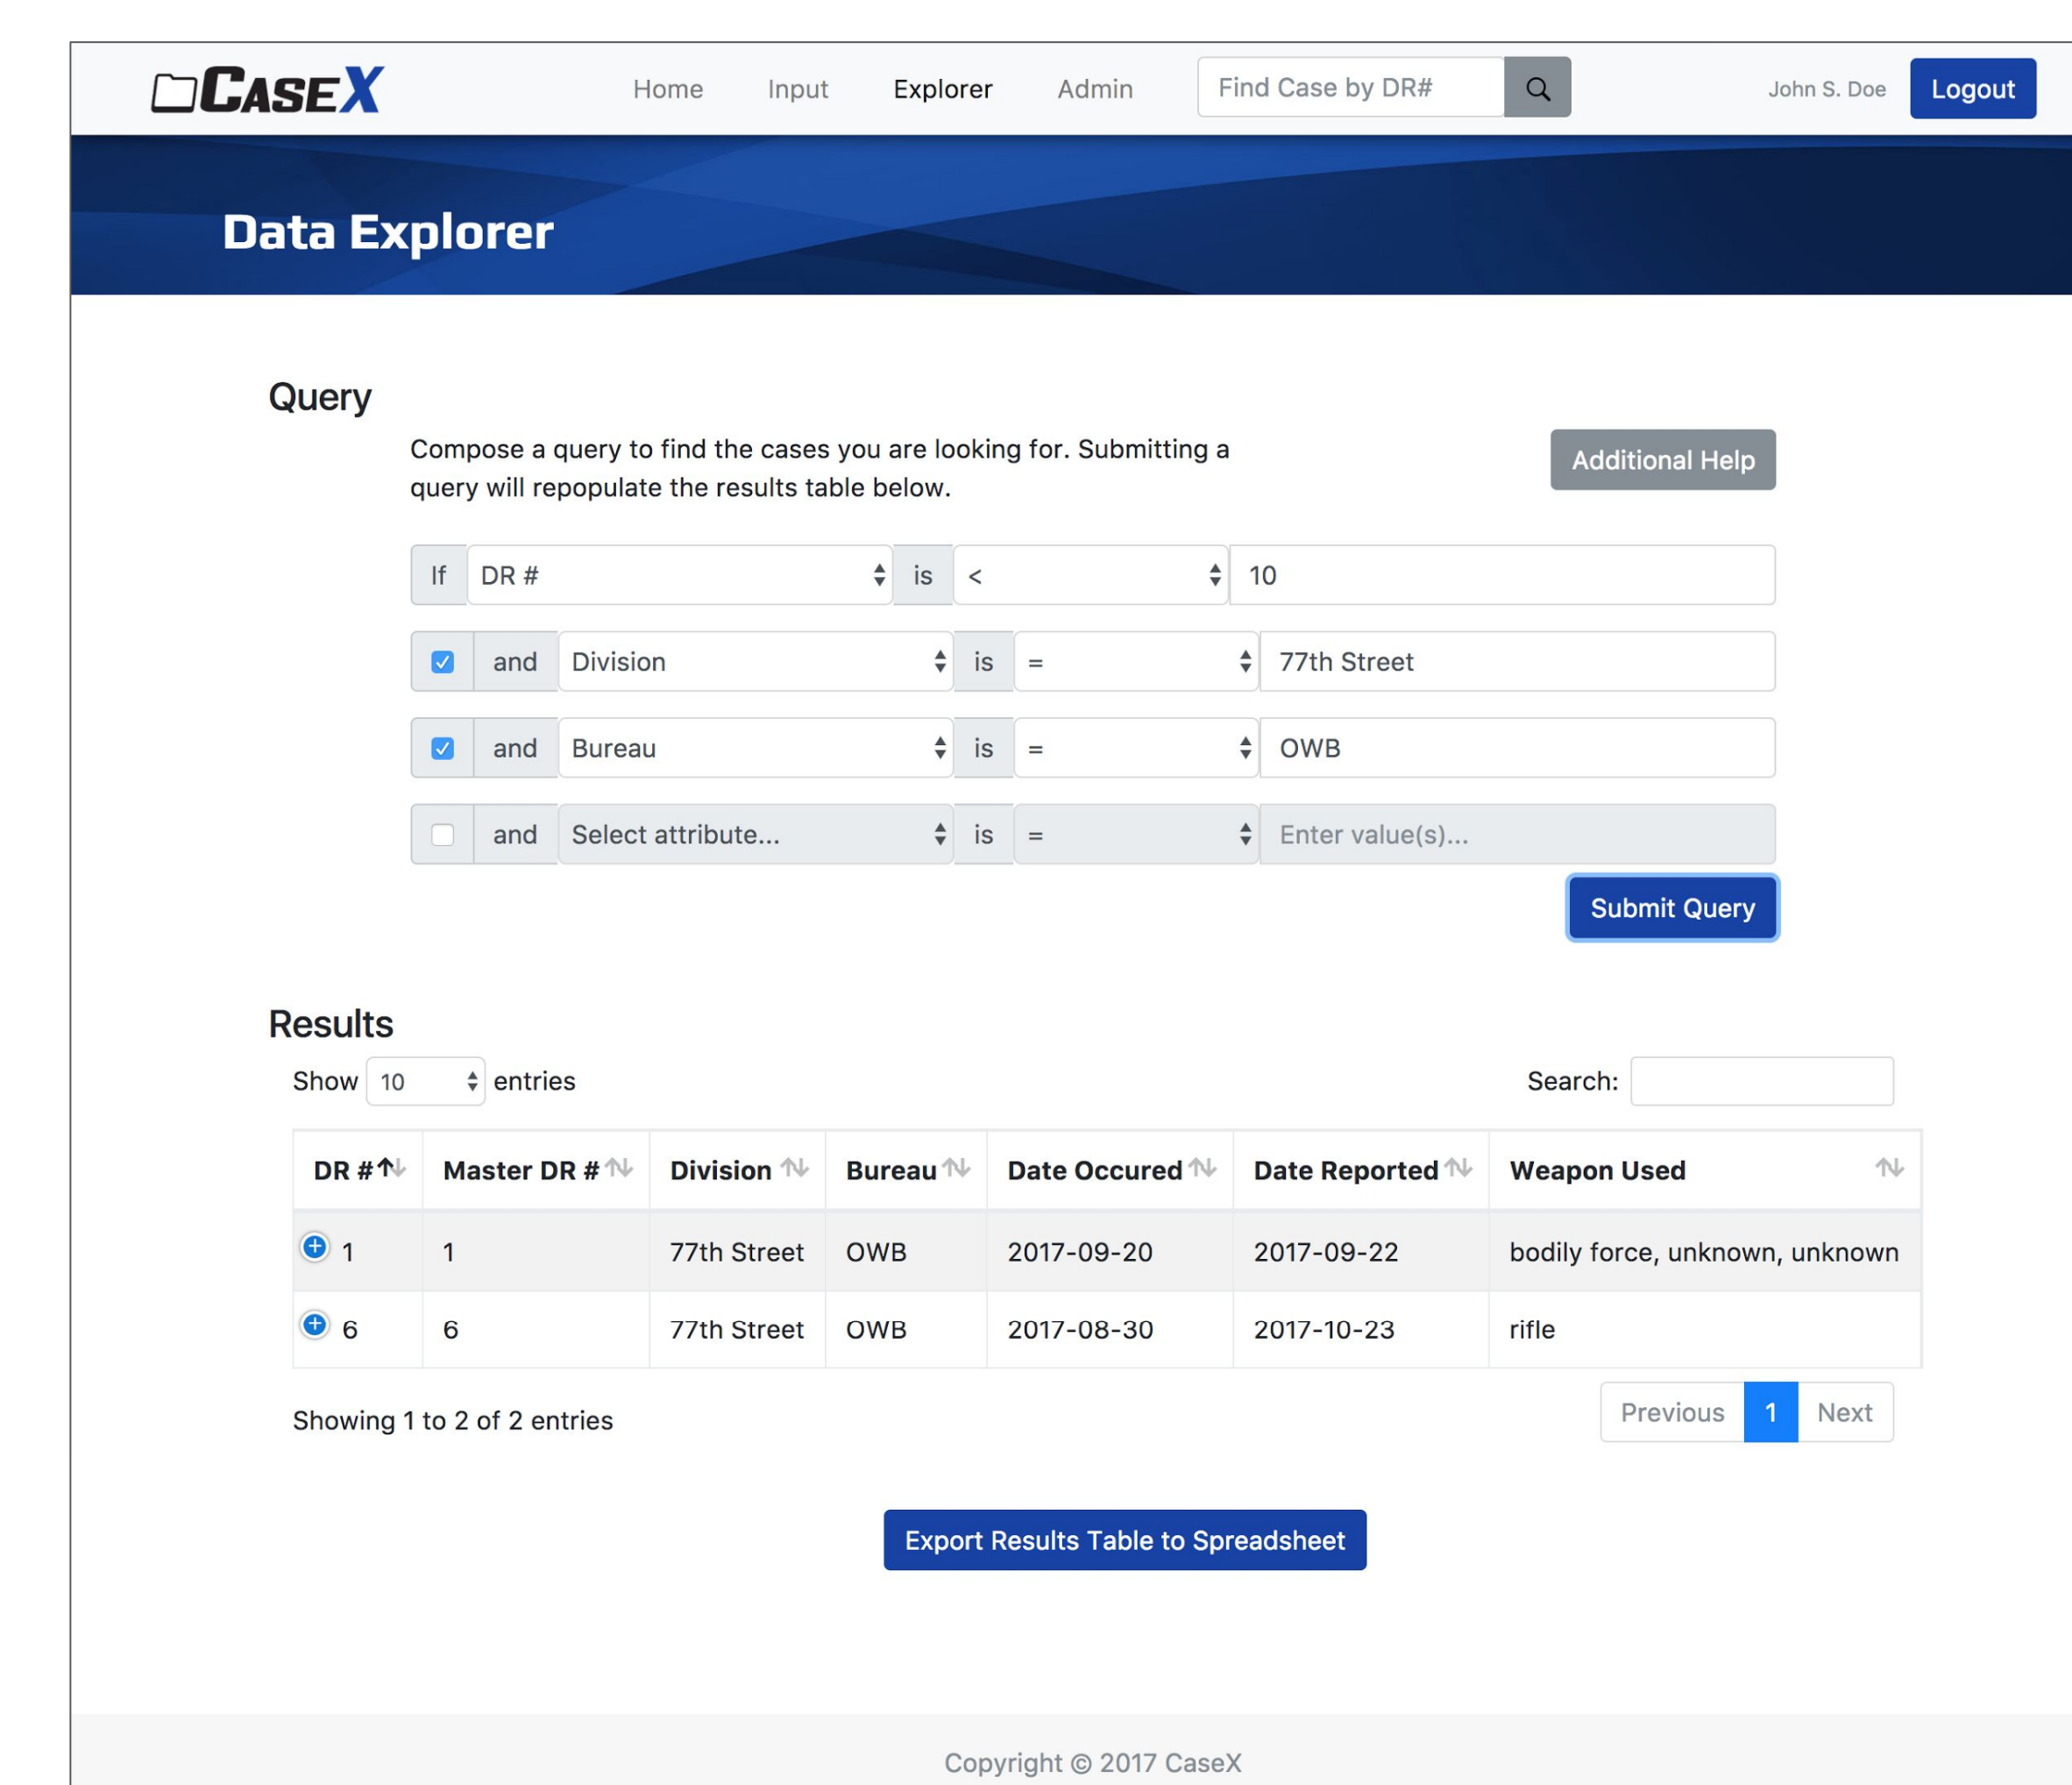 CASEX Home Input Explorer Admin Find Case by DR# John S. Doe Logout
Data Explorer
Query
Compose a query to find the cases you are looking for. Submitting a
query will repopulate the results table below.
Additional Help
If DR # is < 10
and Division is = 77th Street
and Bureau is = OWB
and Select attribute... is = Enter value(s)...
Submit Query
Results
Show 10 entries Search:
DR # Master DR # Division Bureau Date Occured Date Reported Weapon Used
1 1 77th Street OWB 2017-09-20 2017-09-22 bodily force, unknown, unknown
6 6 77th Street OWB 2017-08-30 2017-10-23 rifle
Showing 1 to 2 of 2 entries Previous 1 Next
Export Results Table to Spreadsheet
Copyright © 2017 CaseX